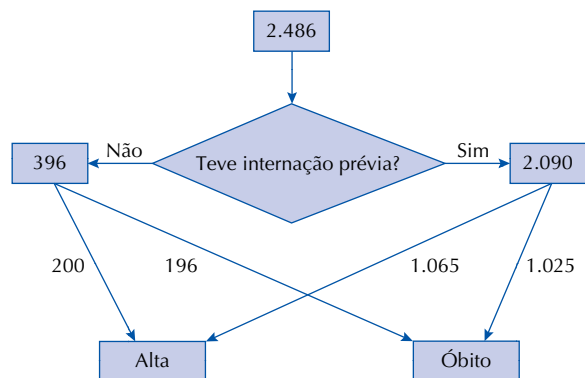 2.486
Não
Sim
396
Teve internação prévia?
2.090
200
196
1.065
1.025
Alta
Óbito